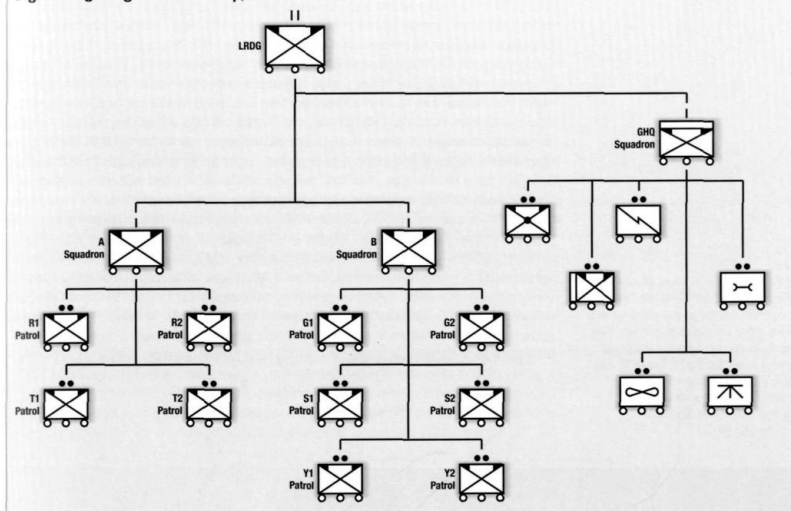 LRDG
GHQ
Squadron
A
Squadron
B
Squadron
R1
Patrol
R2
Patrol
G1
Patrol
G2
Patrol
T1
Patrol
T2
Patrol
S1
Patrol
S2
Patrol
Y1
Patrol
Y2
Patrol